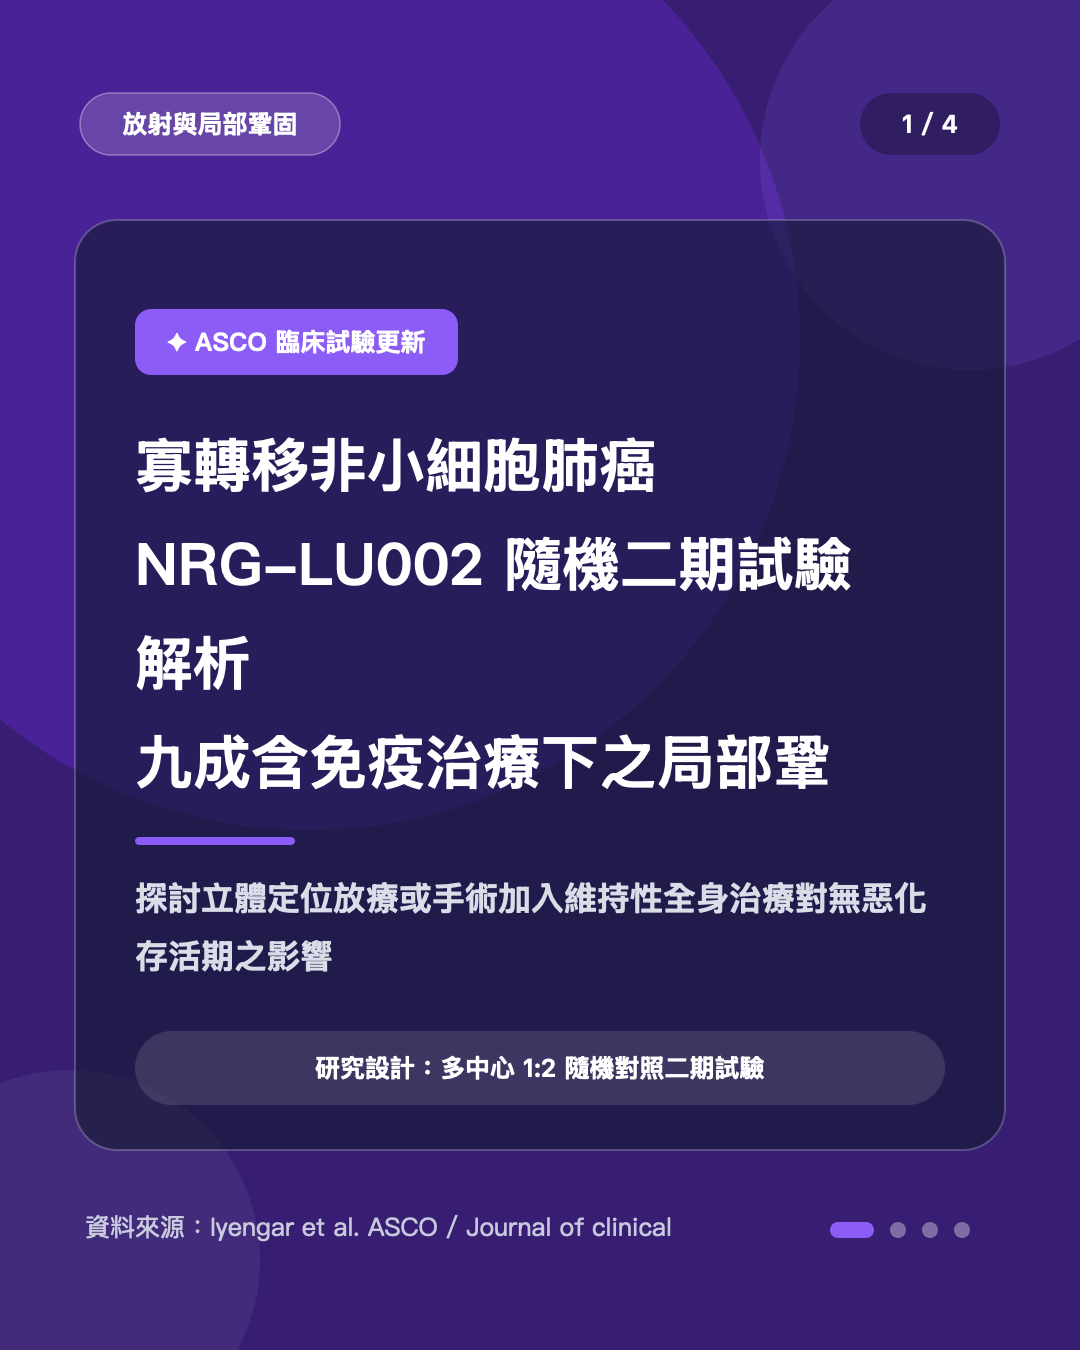 放射與局部鞏固
1 / 4
✦ ASCO 臨床試驗更新
寡轉移非小細胞肺癌
NRG-LU002 隨機二期試驗
解析
九成含免疫治療下之局部鞏
探討立體定位放療或手術加入維持性全身治療對無惡化
存活期之影響
研究設計：多中心 1:2 隨機對照二期試驗
資料來源：Iyengar et al. ASCO / Journal of clinical